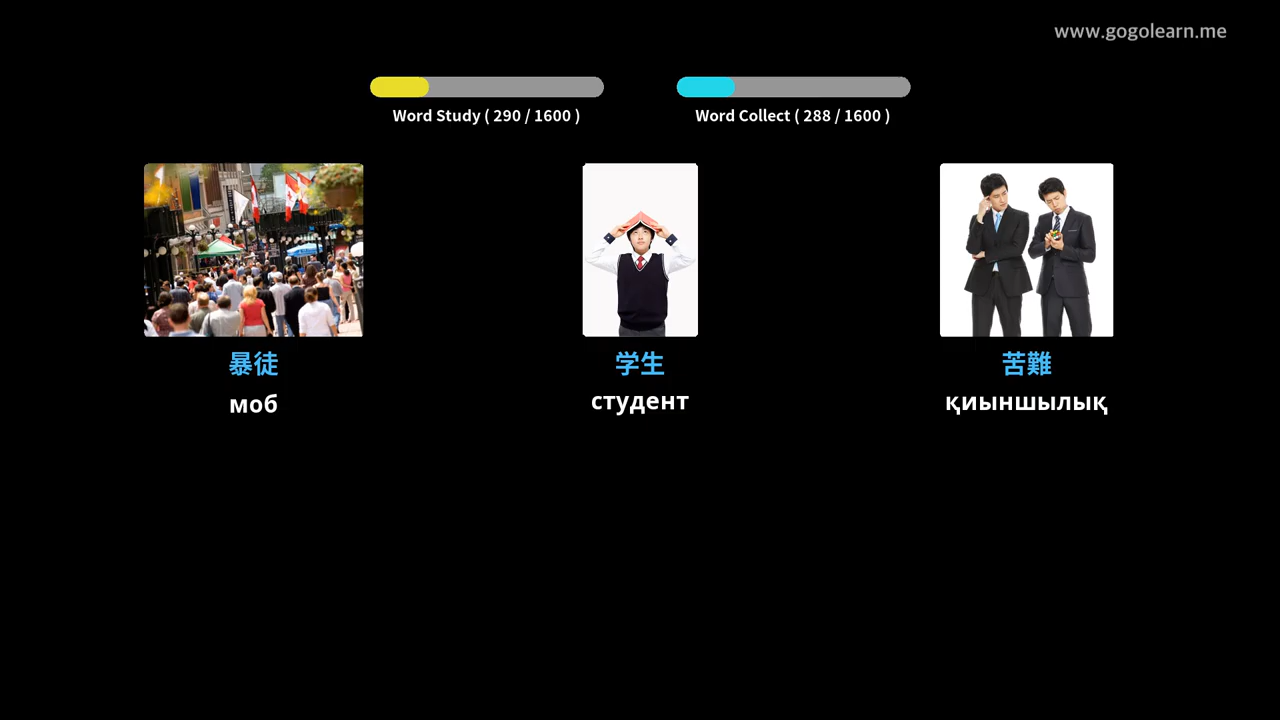 www.gogolearn.me
Word Study ( 290 / 1600 )
Word Collect ( 288 / 1600 )
暴徒
学生
苦難
моб
студент
қиыншылық